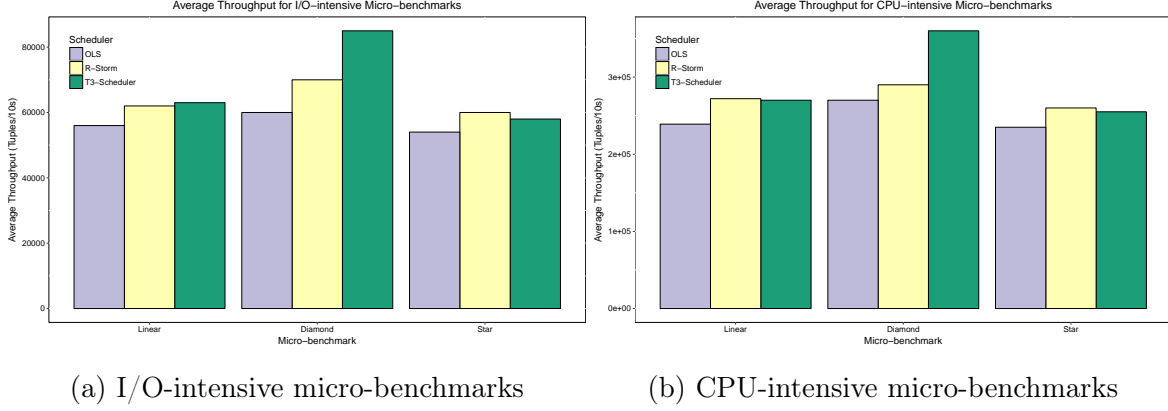 Average Throughput for I/O−intensive Micro−benchmarks
Scheduler
OLS
R−Storm
T3−Scheduler
Average Throughput (Tuples/10s)
80000
60000
40000
20000
0
Linear
Diamond
Star
Micro−benchmark
(a) I/O-intensive micro-benchmarks
Average Throughput for CPU−intensive Micro−benchmarks
Scheduler
OLS
R−Storm
T3−Scheduler
Average Throughput (Tuples/10s)
3e+05
2e+05
1e+05
0e+00
Linear
Diamond
Star
Micro−benchmark
(b) CPU-intensive micro-benchmarks